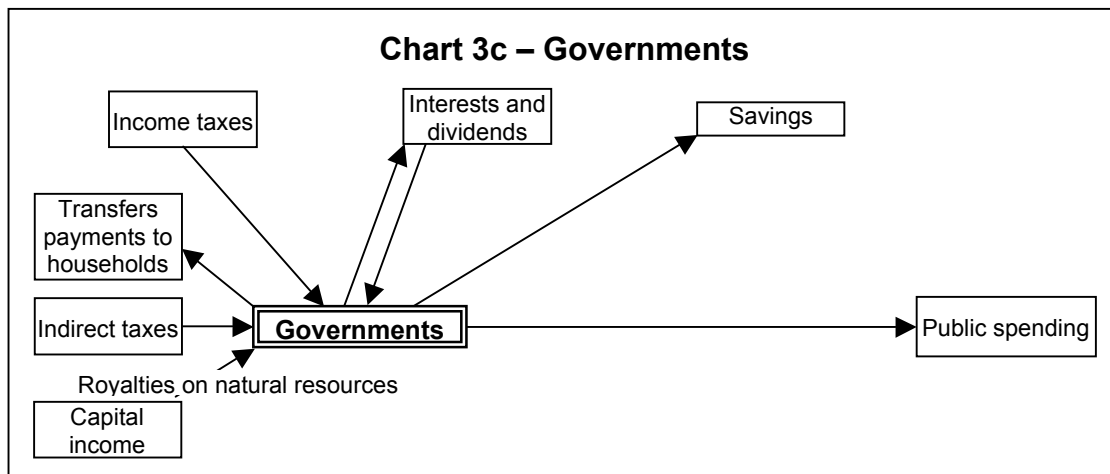 Chart 3c – Governments
Income taxes
Interests and
dividends
Savings
Transfers
payments to
households
Indirect taxes
Governments
Public spending
Royalties on natural resources
Capital
income